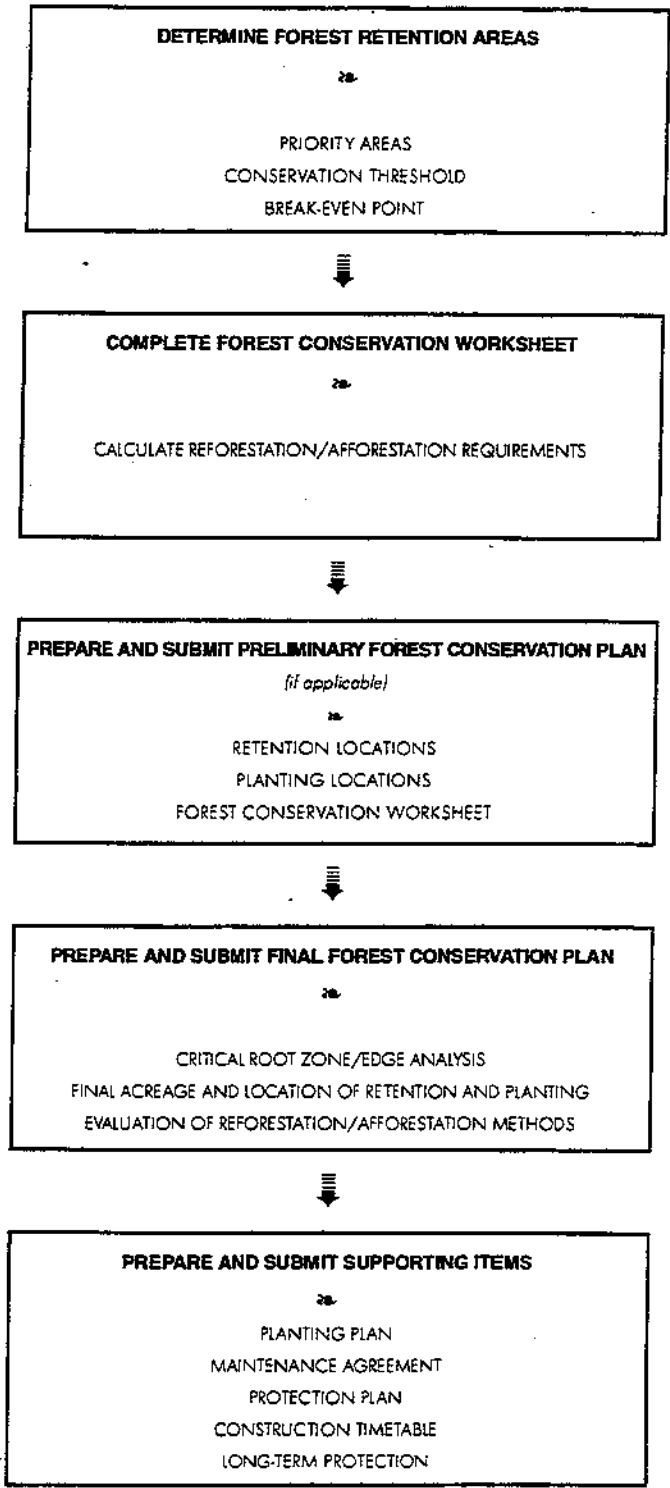 DETERMINE FOREST RETENTION AREAS
PRIORITY AREAS
CONSERVATION THRESHOLD
BREAK-EVEN POINT
COMPLETE FOREST CONSERVATION WORKSHEET
CALCULATE REFORESTATION/AFFORESTATION REQUIREMENTS
PREPARE AND SUBMIT PRELIMINARY FOREST CONSERVATION PLAN
(if applicable)
RETENTION LOCATIONS
PLANTING LOCATIONS
FOREST CONSERVATION WORKSHEET
PREPARE AND SUBMIT FINAL FOREST CONSERVATION PLAN
CRITICAL ROOT ZONE/EDGE ANALYSIS
FINAL ACREAGE AND LOCATION OF RETENTION AND PLANTING
EVALUATION OF REFORESTATION/AFFORESTATION METHODS
PREPARE AND SUBMIT SUPPORTING ITEMS
PLANTING PLAN
MAINTENANCE AGREEMENT
PROTECTION PLAN
CONSTRUCTION TIMETABLE
LONG-TERM PROTECTION